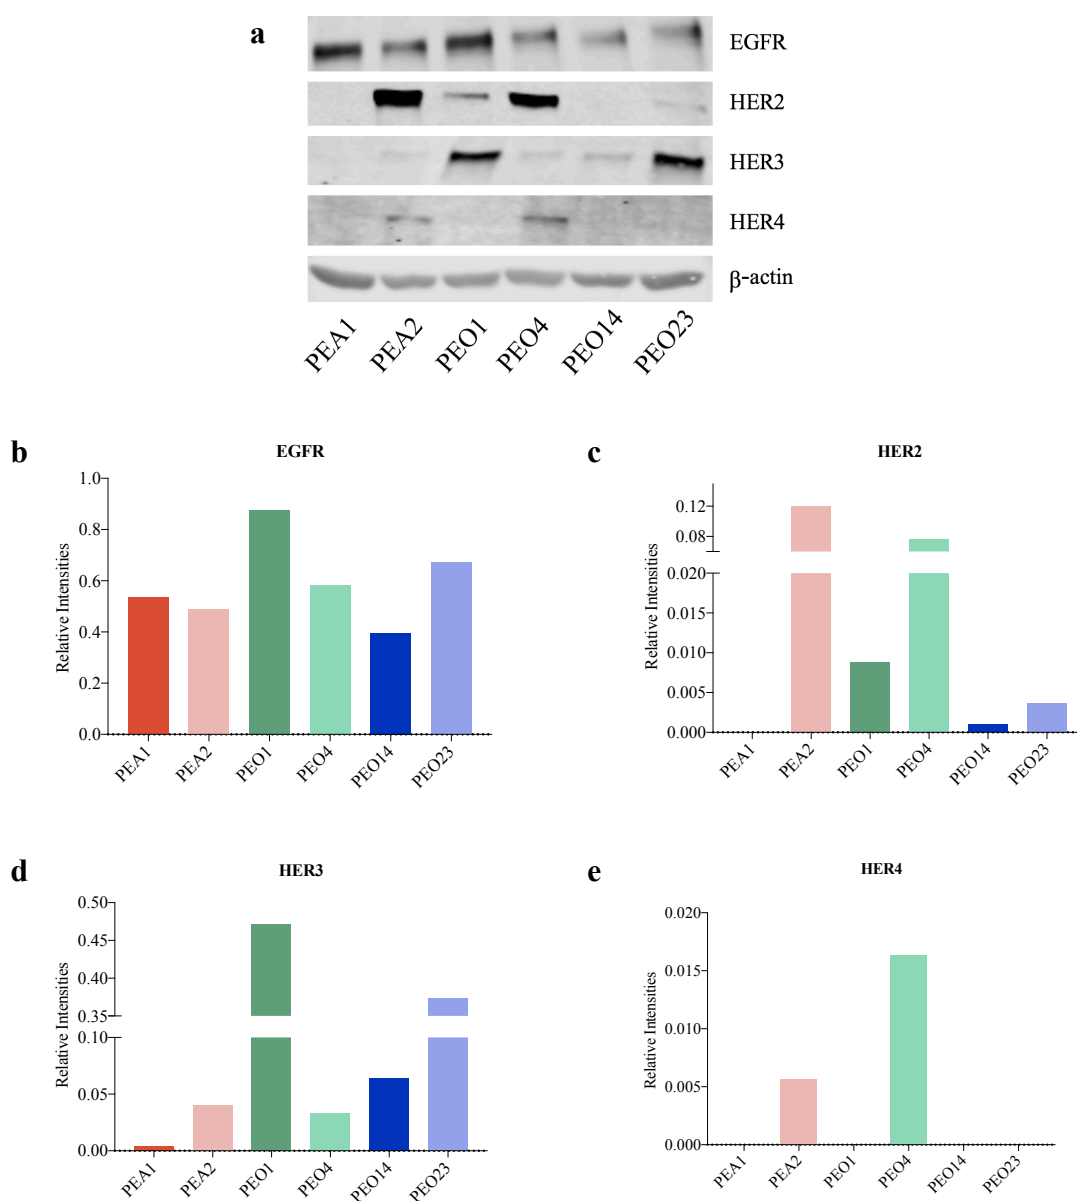 a
EGFR
HER2
HER3
HER4
β-actin
PEA1 PEA2 PEO1 PEO4 PEO14 PEO23
b
EGFR
Relative Intensities
1.0
0.8
0.6
0.4
0.2
0.0
PEA1 PEA2 PEO1 PEO4 PEO14 PEO23
c
HER2
Relative Intensities
0.12
0.08
0.020
0.015
0.010
0.005
0.000
PEA1 PEA2 PEO1 PEO4 PEO14 PEO23
d
HER3
Relative Intensities
0.50
0.45
0.40
0.35
0.10
0.05
0.00
PEA1 PEA2 PEO1 PEO4 PEO14 PEO23
e
HER4
Relative Intensities
0.020
0.015
0.010
0.005
0.000
PEA1 PEA2 PEO1 PEO4 PEO14 PEO23